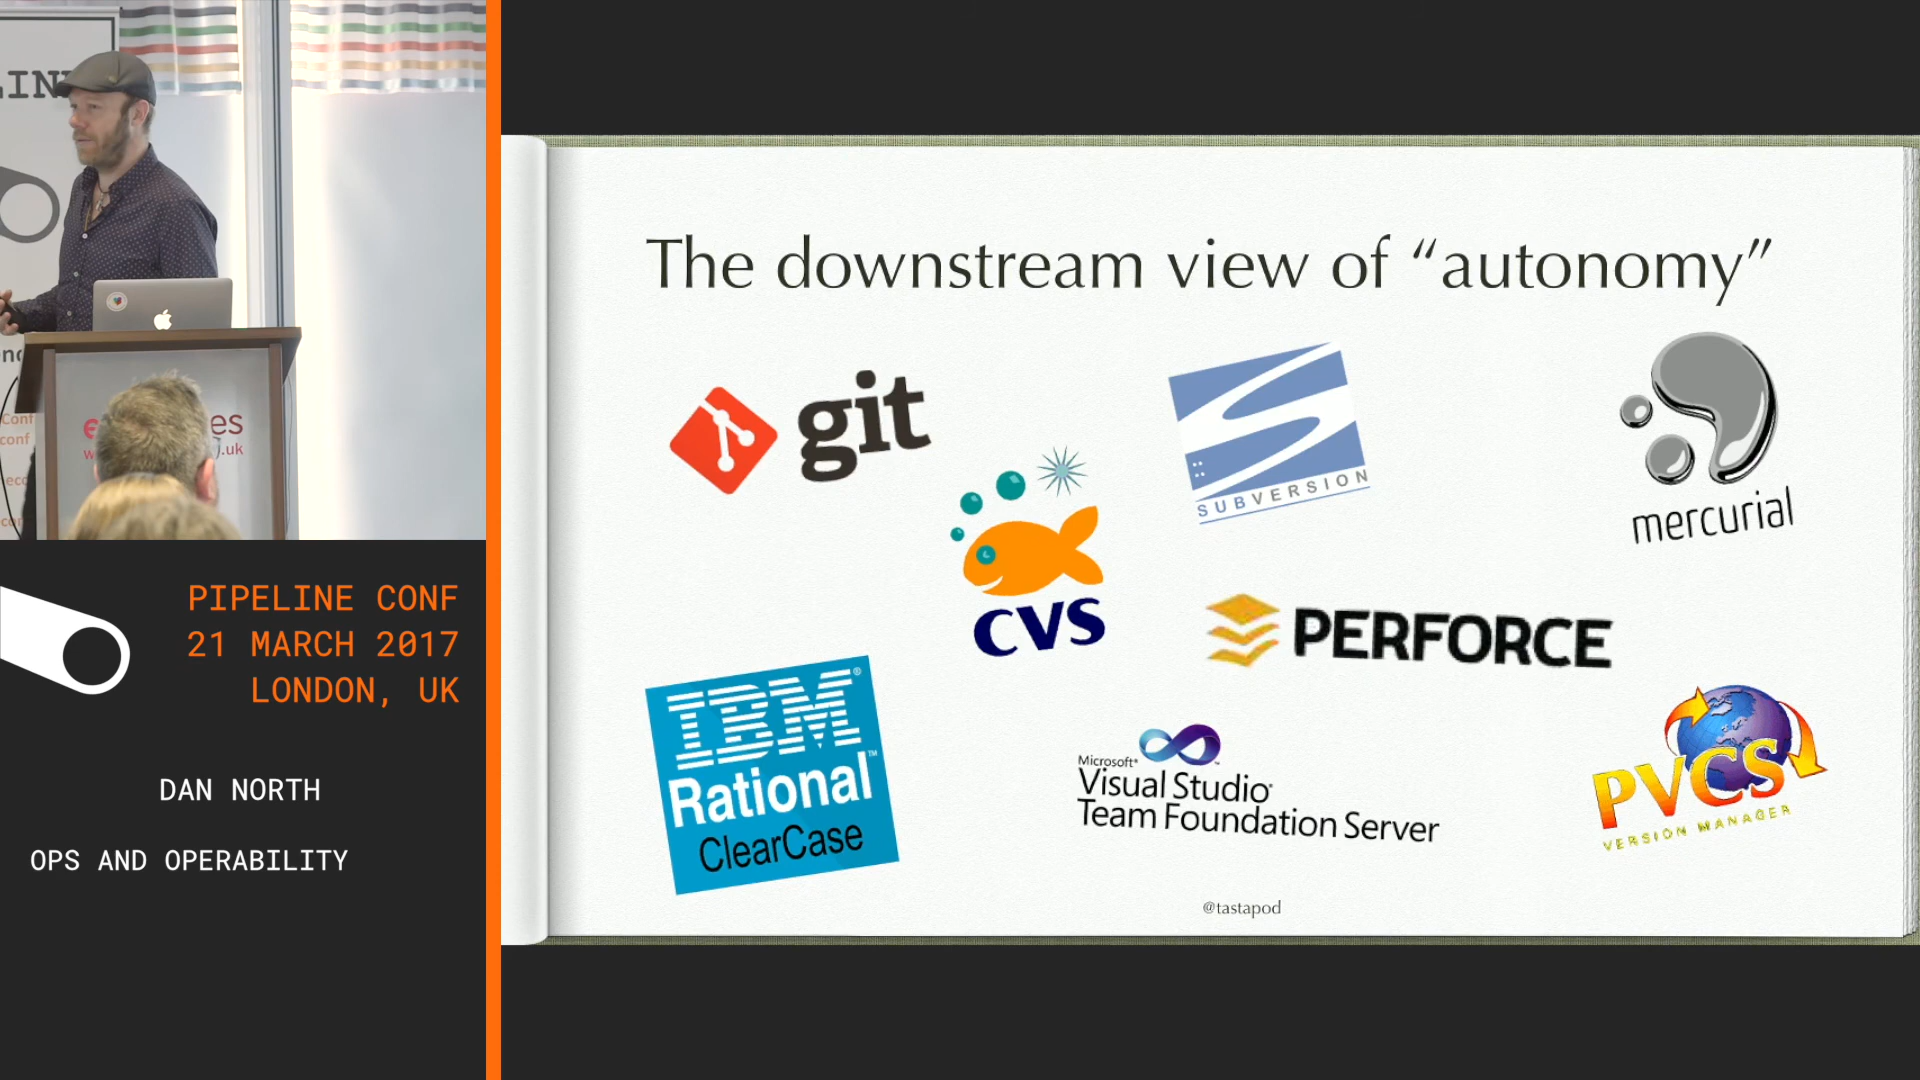 PIPELINE CONF
21 MARCH 2017
LONDON, UK
DAN NORTH
OPS AND OPERABILITY
The downstream view of “autonomy”
git
SUBVERSION
mercurial
CVS
PERFORCE
IBM®
Rational™
ClearCase
Microsoft®
Visual Studio®
Team Foundation Server
PVCS
VERSION MANAGER
@tastapod